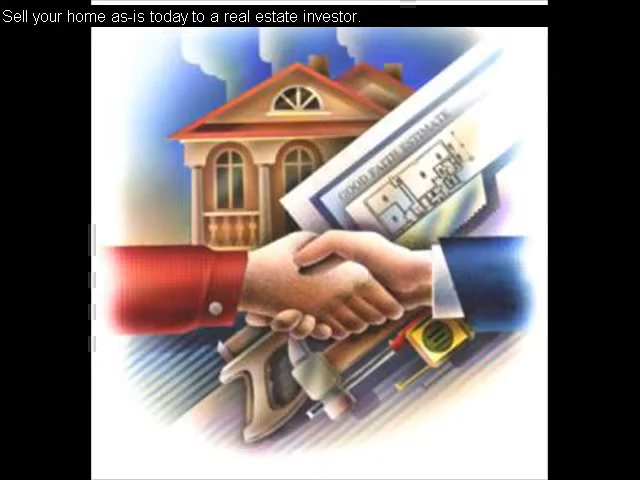 Sell your home as-is today to a real estate investor.
GOOD FAITH ESTIMATE